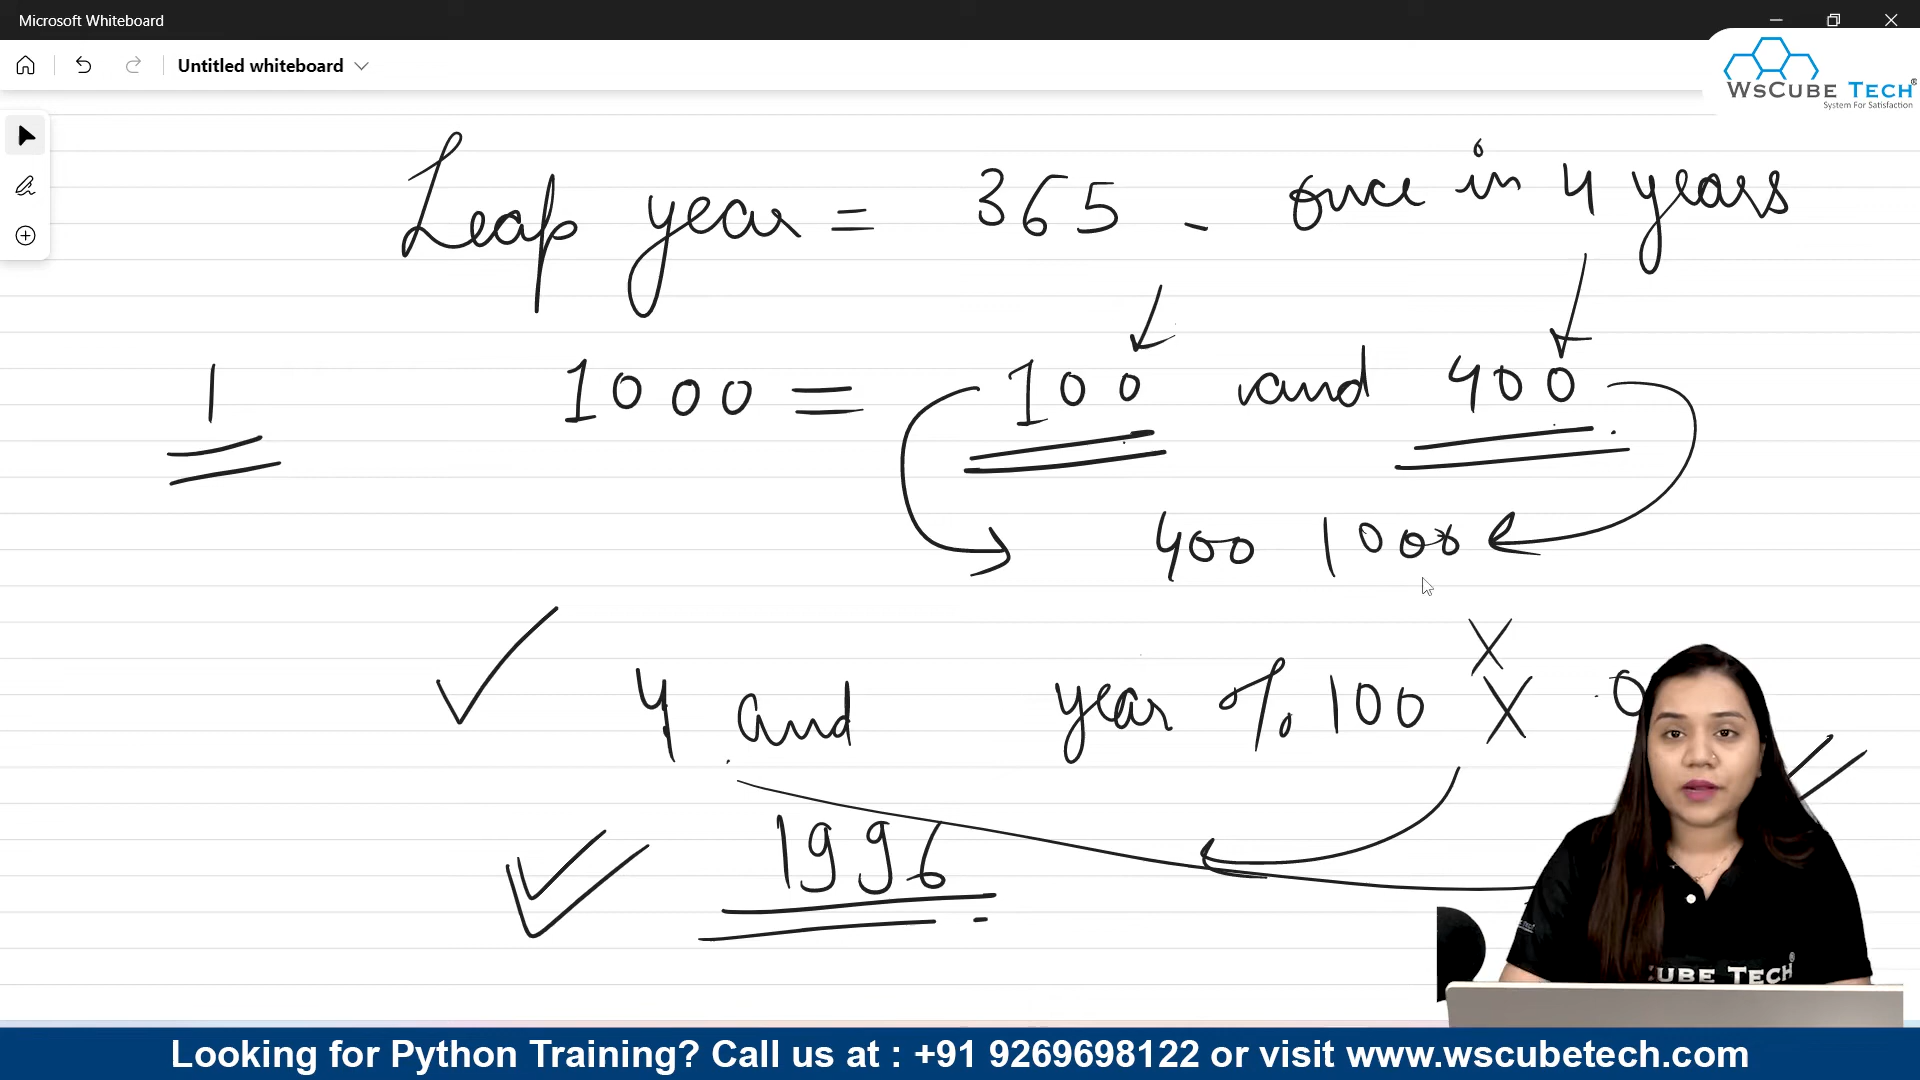 Microsoft Whiteboard
Untitled whiteboard
WsCube Tech
System For Satisfaction
Leap year = 365 - once in 4 years
1 1000 = 100 and 400
400 1000
4 and year % 100 X X 0
1996
CUBE TECH
Looking for Python Training? Call us at : +91 9269698122 or visit www.wscubetech.com